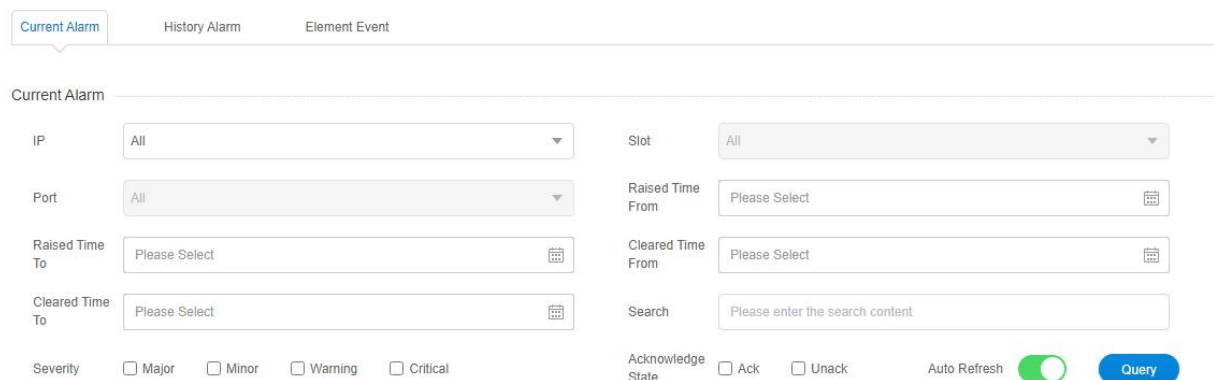 Current Alarm History Alarm Element Event
Current Alarm
IP All Slot All
Port All Raised Time From Please Select
Raised Time To Please Select Cleared Time From Please Select
Cleared Time To Please Select Search Please enter the search content
Severity Major Minor Warning Critical Acknowledge State Ack Unack Auto Refresh Query